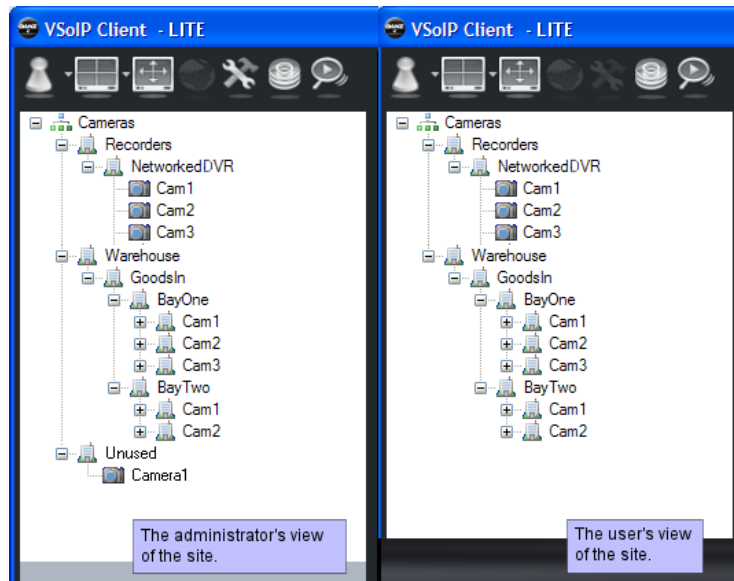 VSoIP Client - LITE
Cameras
Recorders
NetworkedDVR
Cam1
Cam2
Cam3
Warehouse
GoodsIn
BayOne
Cam1
Cam2
Cam3
BayTwo
Cam1
Cam2
Unused
Camera1
The administrator's view
of the site.
VSoIP Client - LITE
Cameras
Recorders
NetworkedDVR
Cam1
Cam2
Cam3
Warehouse
GoodsIn
BayOne
Cam1
Cam2
Cam3
BayTwo
Cam1
Cam2
The user's view
of the site.